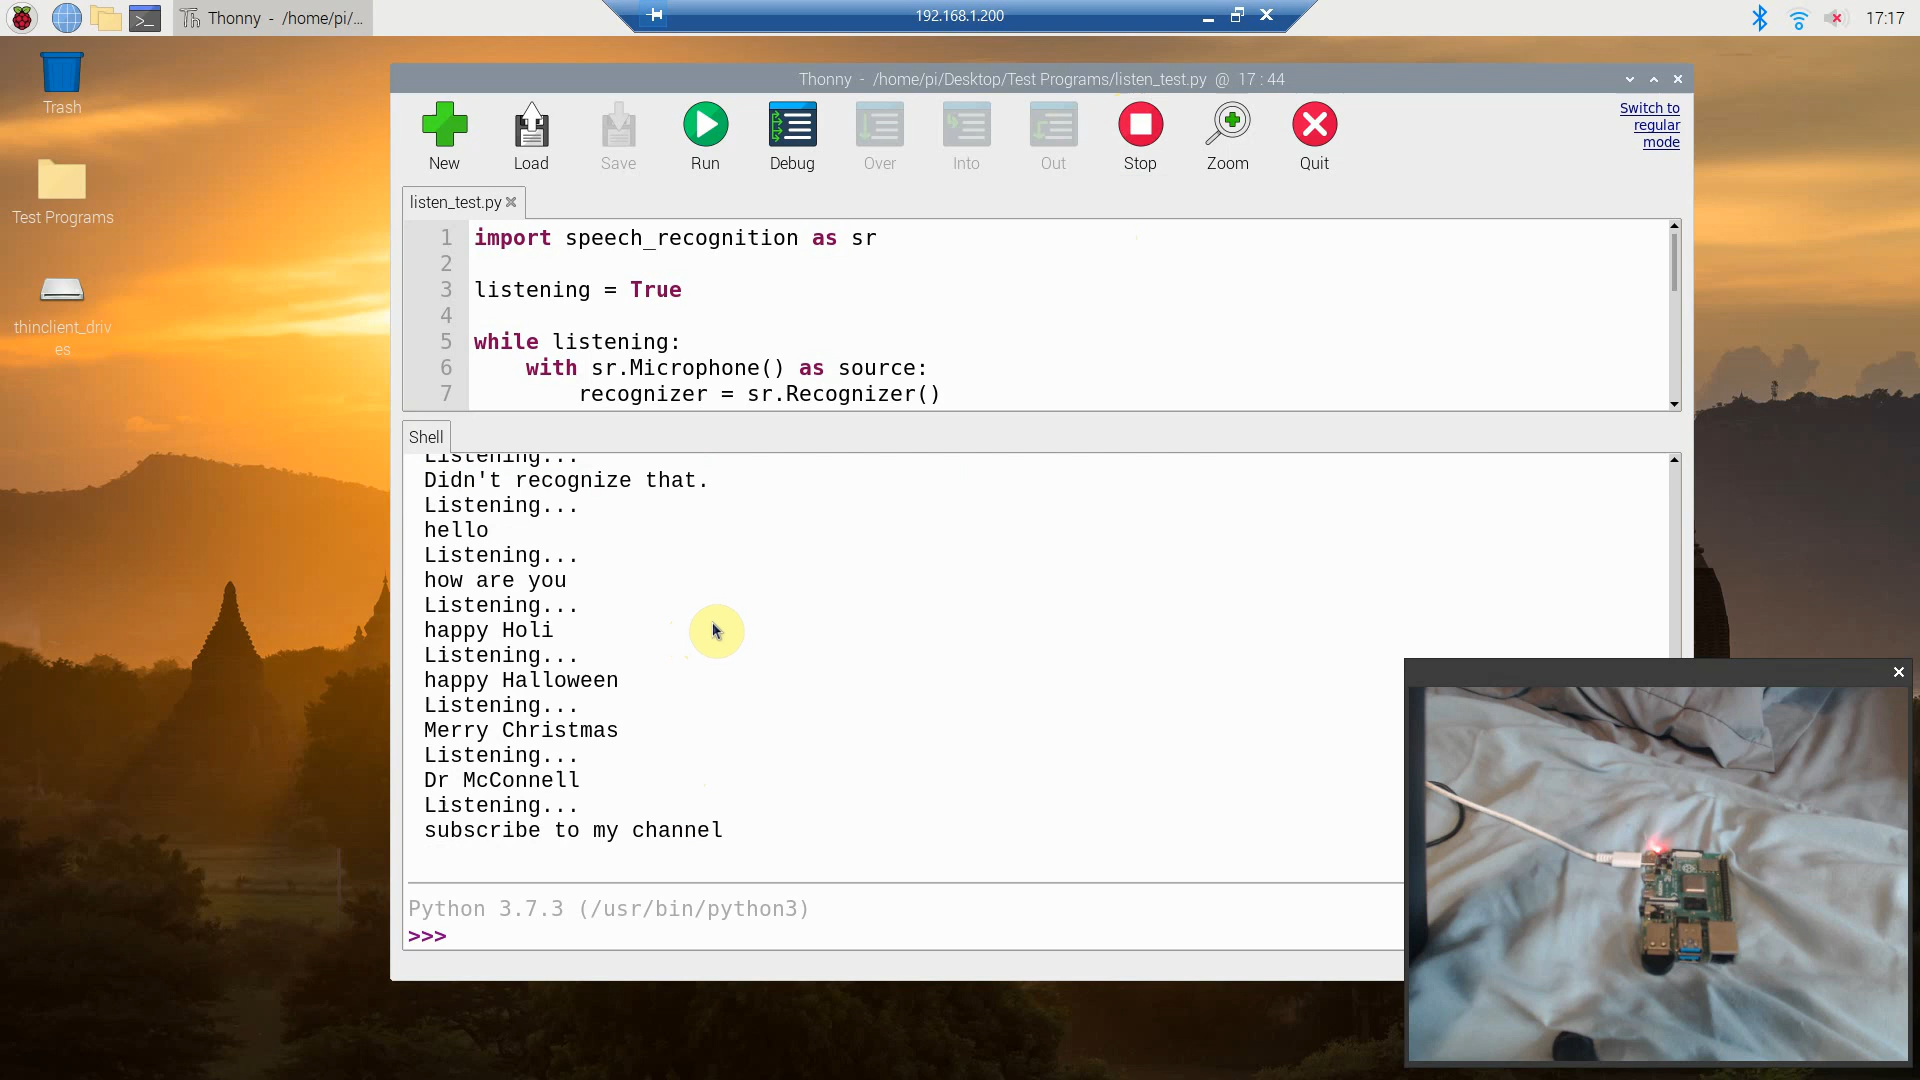 Thonny - /home/pi/...
192.168.1.200
17:17
Trash
Test Programs
thinclient_driv
es
Thonny - /home/pi/Desktop/Test Programs/listen_test.py @ 17 : 44
New
Load
Save
Run
Debug
Over
Into
Out
Stop
Zoom
Quit
Switch to
regular
mode
listen_test.py
1 import speech_recognition as sr
2
3 listening = True
4
5 while listening:
6 with sr.Microphone() as source:
7 recognizer = sr.Recognizer()
Shell
Listening...
Didn't recognize that.
Listening...
hello
Listening...
how are you
Listening...
happy Holi
Listening...
happy Halloween
Listening...
Merry Christmas
Listening...
Dr McConnell
Listening...
subscribe to my channel
Python 3.7.3 (/usr/bin/python3)
>>>